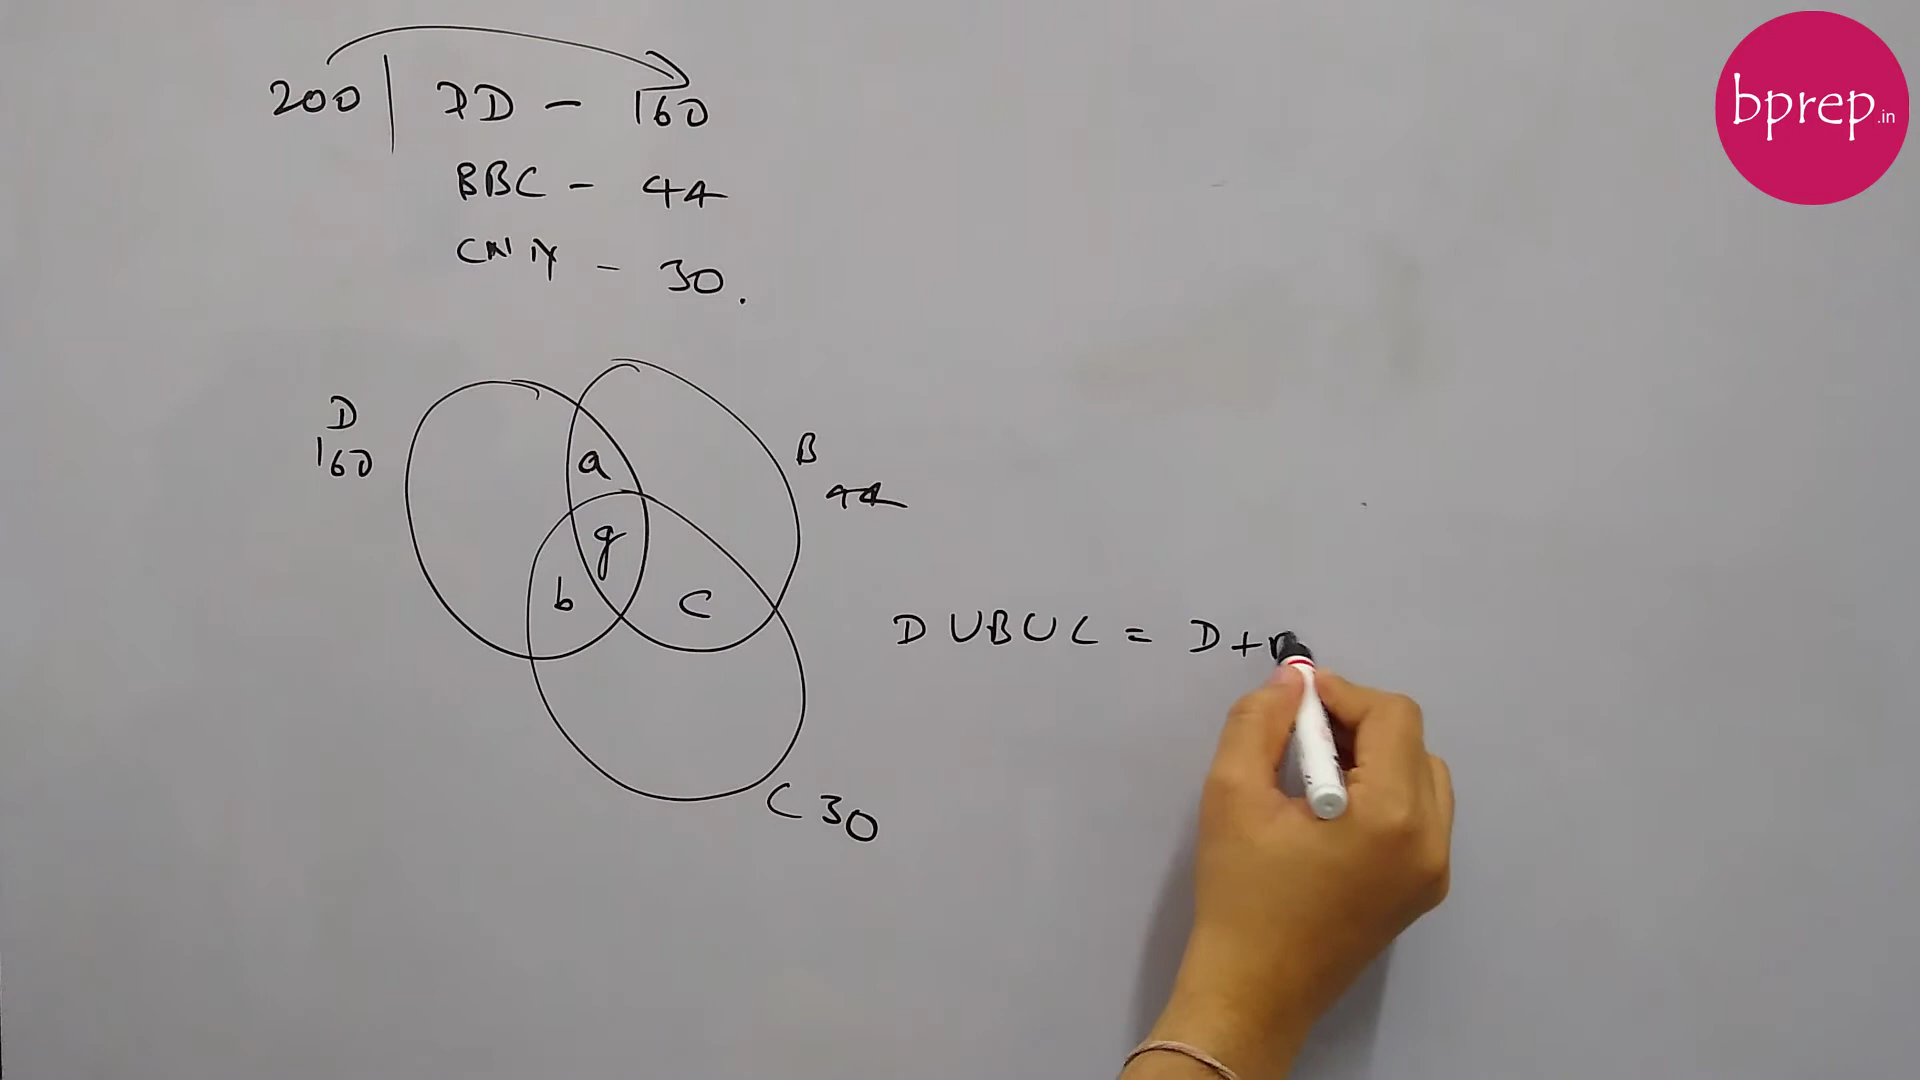 200 | DD - 160
BBC - 44
CNN - 30.
D
160
a
B
44
g
b
c
D U B U C = D +
C 30
bprep.in